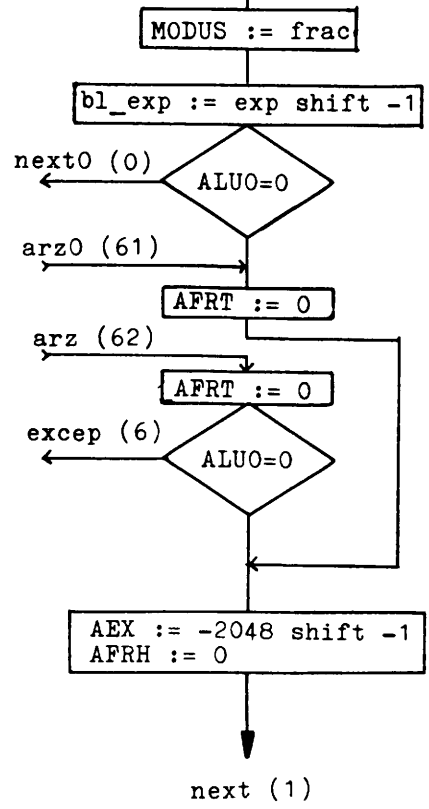 MODUS := frac
bl_exp := exp shift -1
next0 (0)
ALU0=0
arz0 (61)
AFRT := 0
arz (62)
AFRT := 0
excep (6)
ALU0=0
AEX := -2048 shift -1
AFRH := 0
next (1)